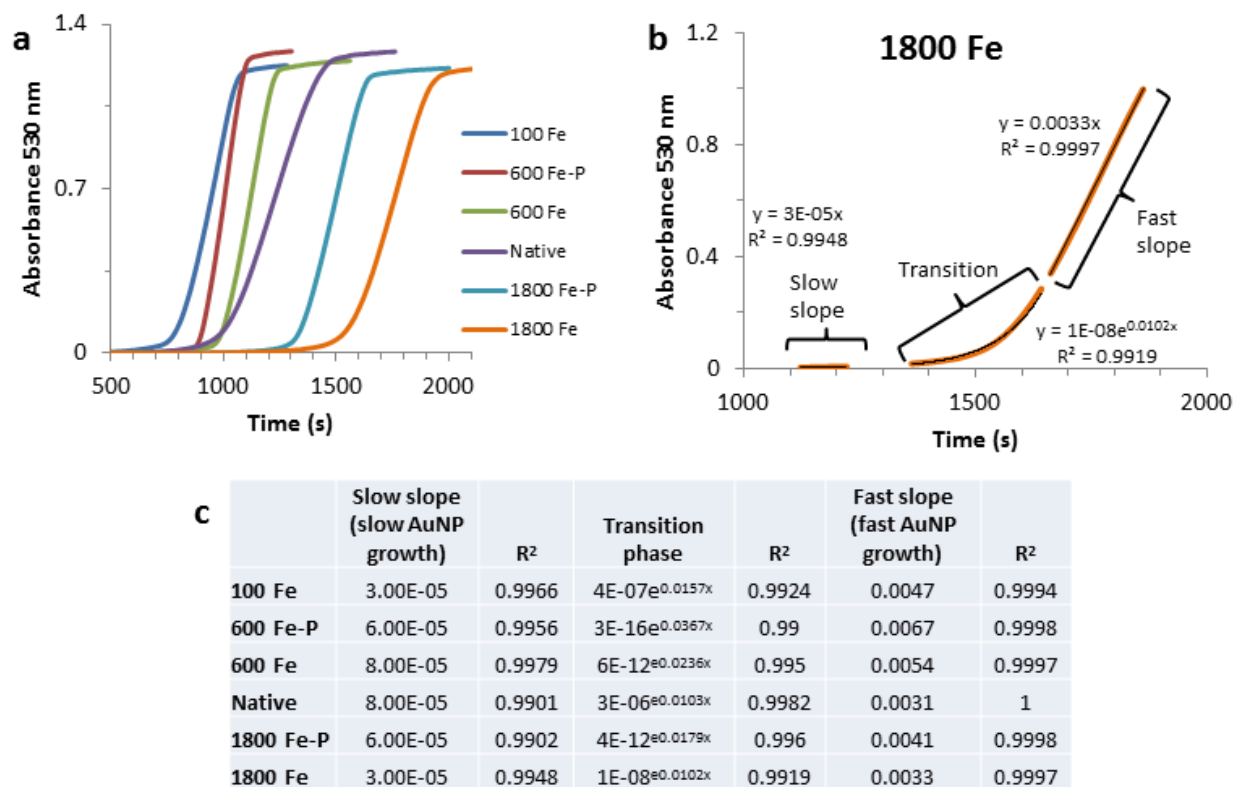 a
1.4
0.7
0
Absorbance 530 nm
500 1000 1500 2000
Time (s)
100 Fe
600 Fe-P
600 Fe
Native
1800 Fe-P
1800 Fe
b
1800 Fe
1.2
0.8
0.4
0
Absorbance 530 nm
y = 0.0033x
R² = 0.9997
y = 3E-05x
R² = 0.9948
Fast
slope
Transition
Slow
slope
y = 1E-08e^0.0102x
R² = 0.9919
1000 1500 2000
Time (s)
c
Slow slope
(slow AuNP
growth) R² Transition
phase R² Fast slope
(fast AuNP
growth) R²
100 Fe 3.00E-05 0.9966 4E-07e^0.0157x 0.9924 0.0047 0.9994
600 Fe-P 6.00E-05 0.9956 3E-16e^0.0367x 0.99 0.0067 0.9998
600 Fe 8.00E-05 0.9979 6E-12^e0.0236x 0.995 0.0054 0.9997
Native 8.00E-05 0.9901 3E-06^e0.0103x 0.9982 0.0031 1
1800 Fe-P 6.00E-05 0.9902 4E-12^e0.0179x 0.996 0.0041 0.9998
1800 Fe 3.00E-05 0.9948 1E-08^e0.0102x 0.9919 0.0033 0.9997